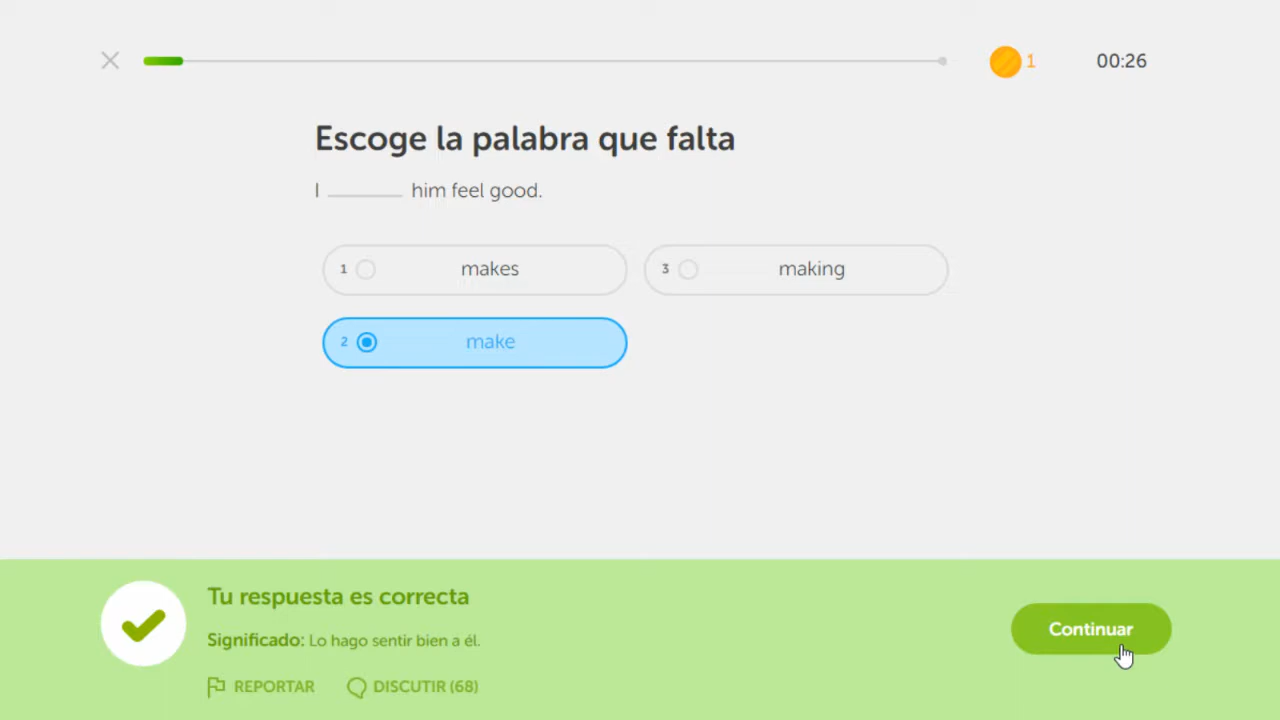 1 00:26
Escoge la palabra que falta
I ________ him feel good.
1 makes
3 making
2 make
Tu respuesta es correcta
Significado: Lo hago sentir bien a él.
REPORTAR DISCUTIR (68)
Continuar